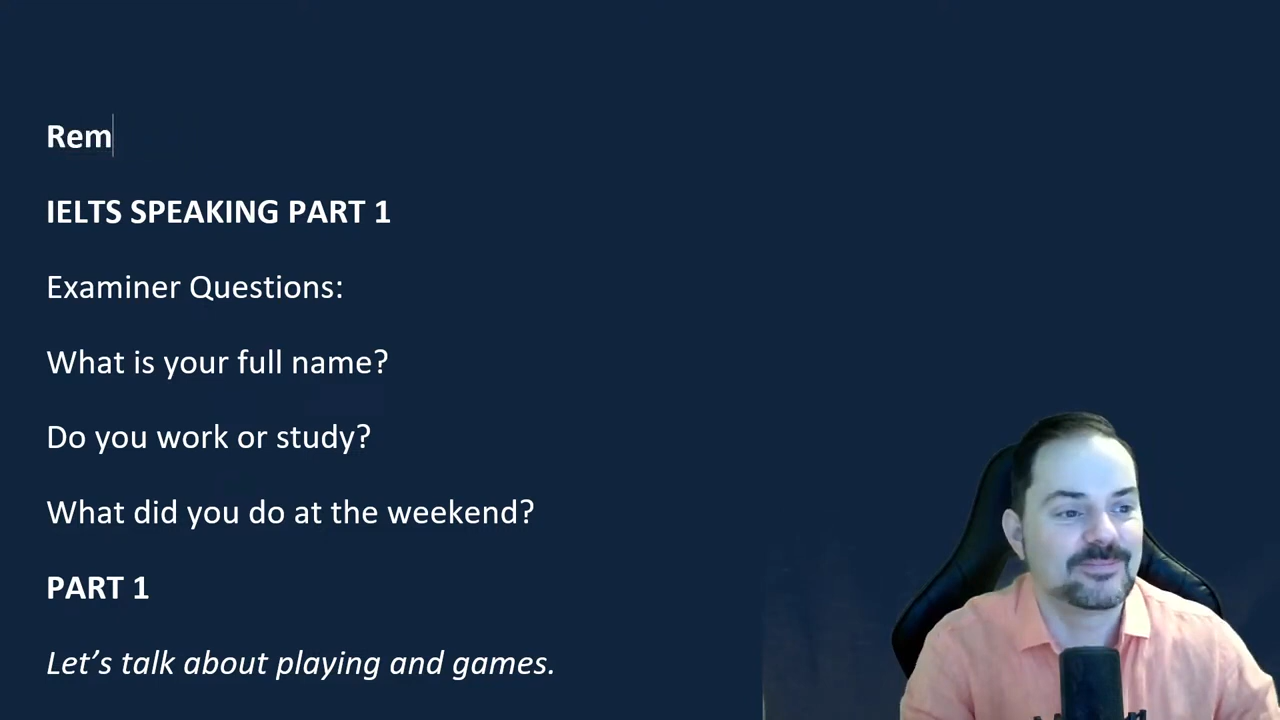 Rem
IELTS SPEAKING PART 1
Examiner Questions:
What is your full name?
Do you work or study?
What did you do at the weekend?
PART 1
Let’s talk about playing and games.